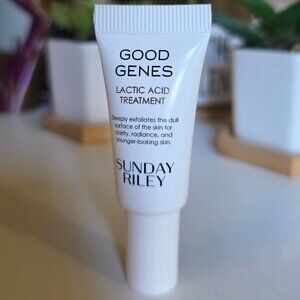 GOOD
GENES
LACTIC ACID
TREATMENT
Deeply exfoliates the dull
surface of the skin for
clarity, radiance, and
younger-looking skin.
SUNDAY
RILEY